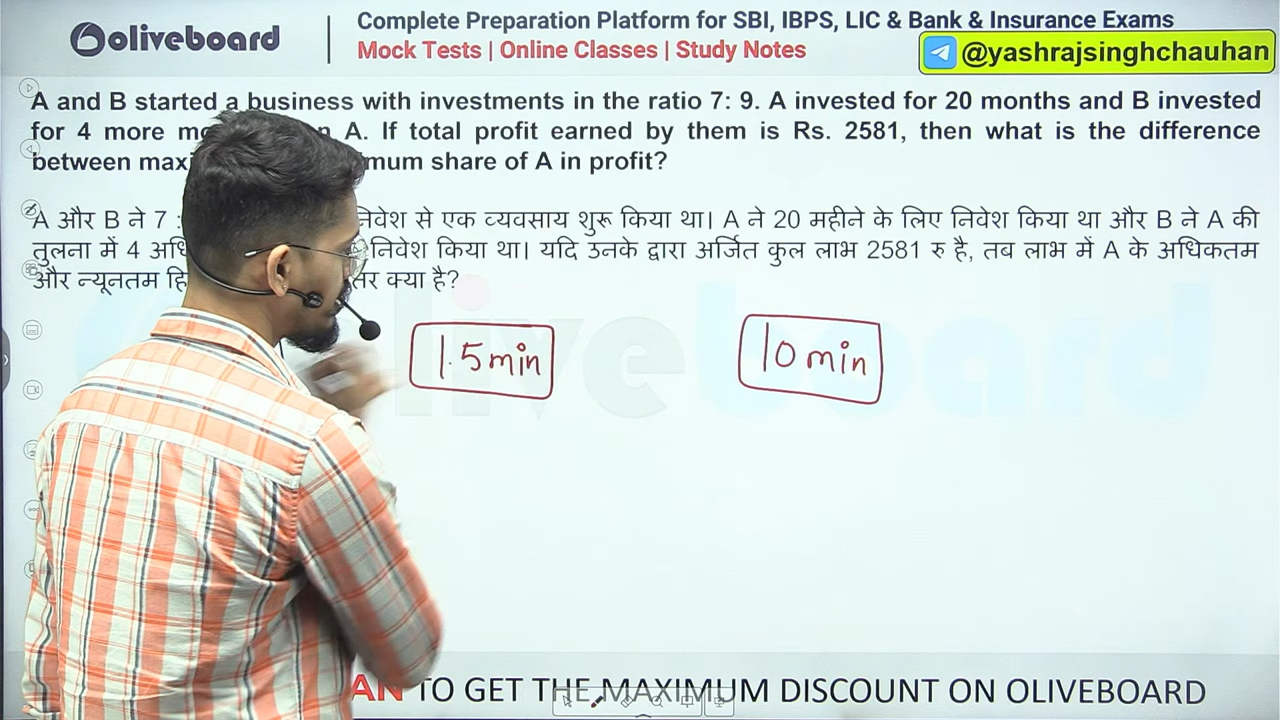 oliveboard
Complete Preparation Platform for SBI, IBPS, LIC & Bank & Insurance Exams
Mock Tests | Online Classes | Study Notes
@yashrajsinghchauhan
A and B started a business with investments in the ratio 7: 9. A invested for 20 months and B invested
for 4 more A. If total profit earned by them is Rs. 2581, then what is the difference
between share of A in profit?
A और B ने 7 : निवेश से एक व्यवसाय शुरू किया था। A ने 20 महीने के लिए निवेश किया था और B ने A की
तुलना में 4 निवेश किया था। यदि उनके द्वारा अर्जित कुल लाभ 2581 रु है, तब लाभ में A के अधिकतम
और न्यूनतम क्या है?
1.5 min
10 min
TO GET THE MAXIMUM DISCOUNT ON OLIVEBOARD